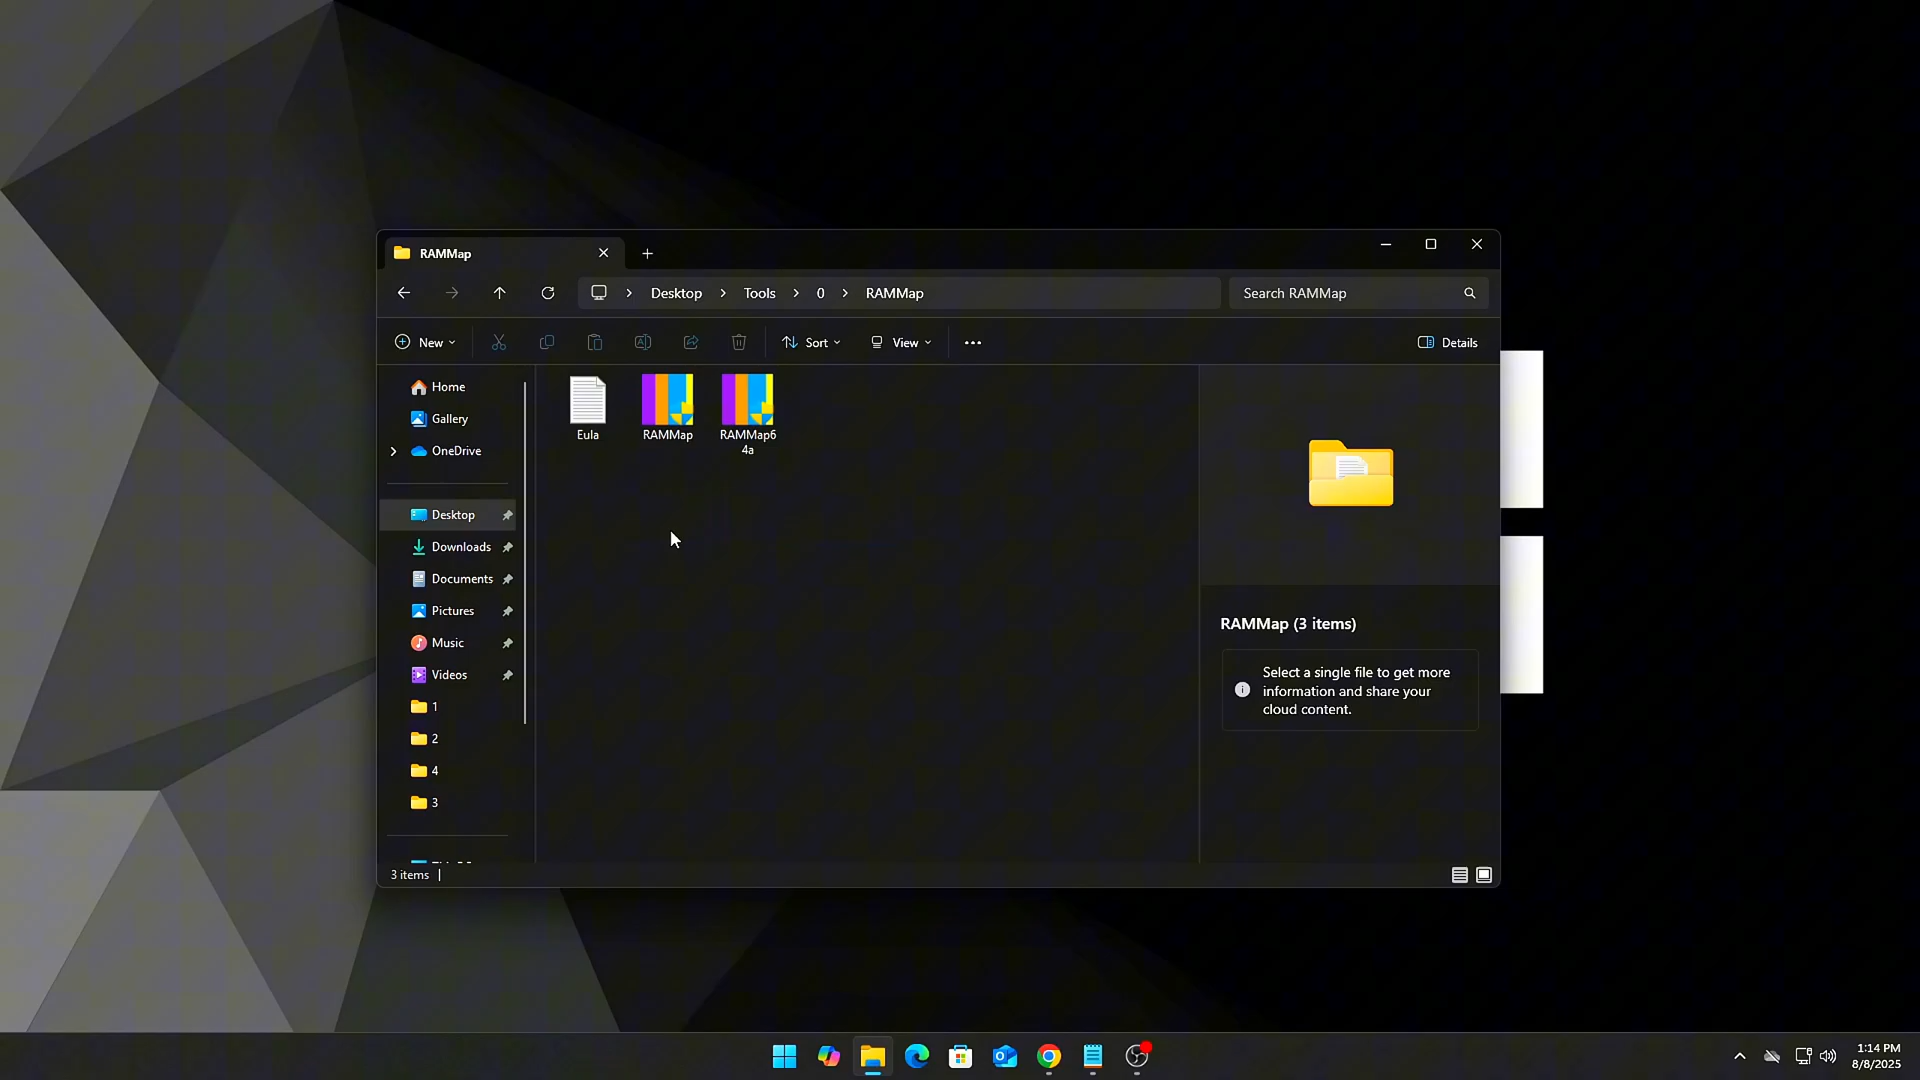 RAMMap
Desktop
Tools
0
RAMMap
Search RAMMap
New
Sort
View
Details
Home
Gallery
OneDrive
Desktop
Downloads
Documents
Pictures
Music
Videos
1
2
4
3
Eula
RAMMap
RAMMap6
4a
RAMMap (3 items)
Select a single file to get more
information and share your
cloud content.
3 items
1:14 PM
8/8/2025